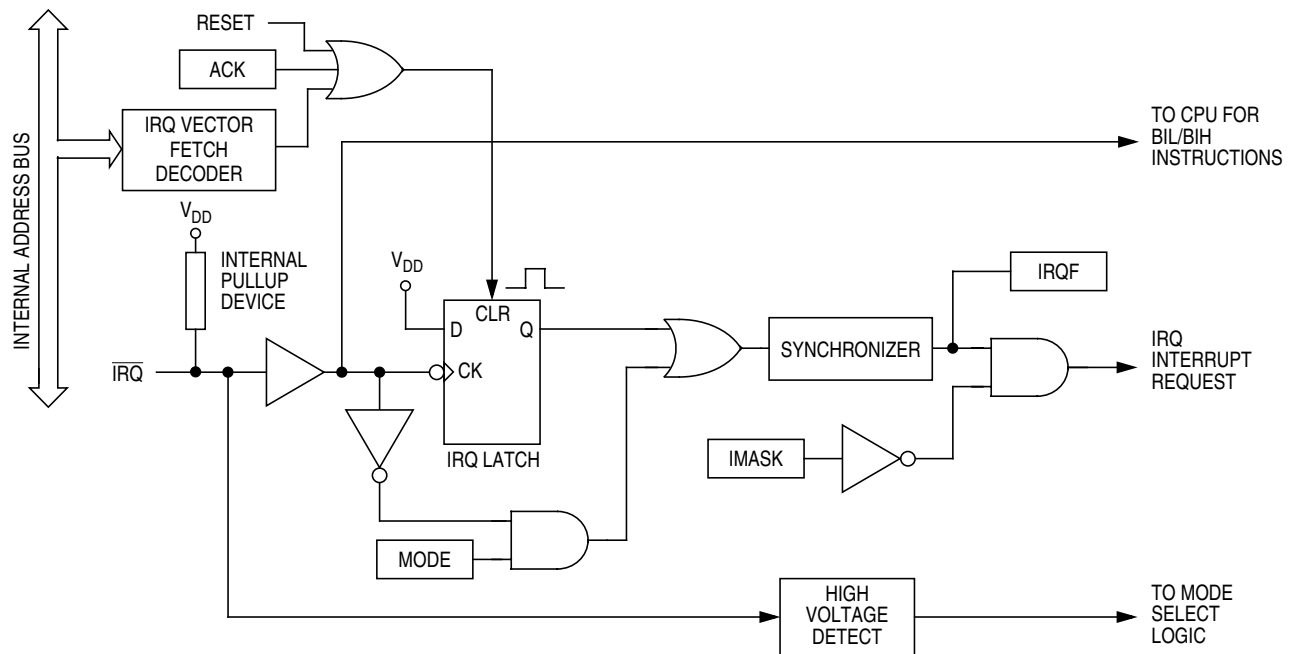 RESET
ACK
INTERNAL ADDRESS BUS
IRQ VECTOR
FETCH
DECODER
TO CPU FOR
BIL/BIH
INSTRUCTIONS
VDD
INTERNAL
PULLUP
DEVICE
VDD
CLR
D
Q
CK
IRQ LATCH
IRQ
SYNCHRONIZER
IRQF
IRQ
INTERRUPT
REQUEST
IMASK
MODE
HIGH
VOLTAGE
DETECT
TO MODE
SELECT
LOGIC